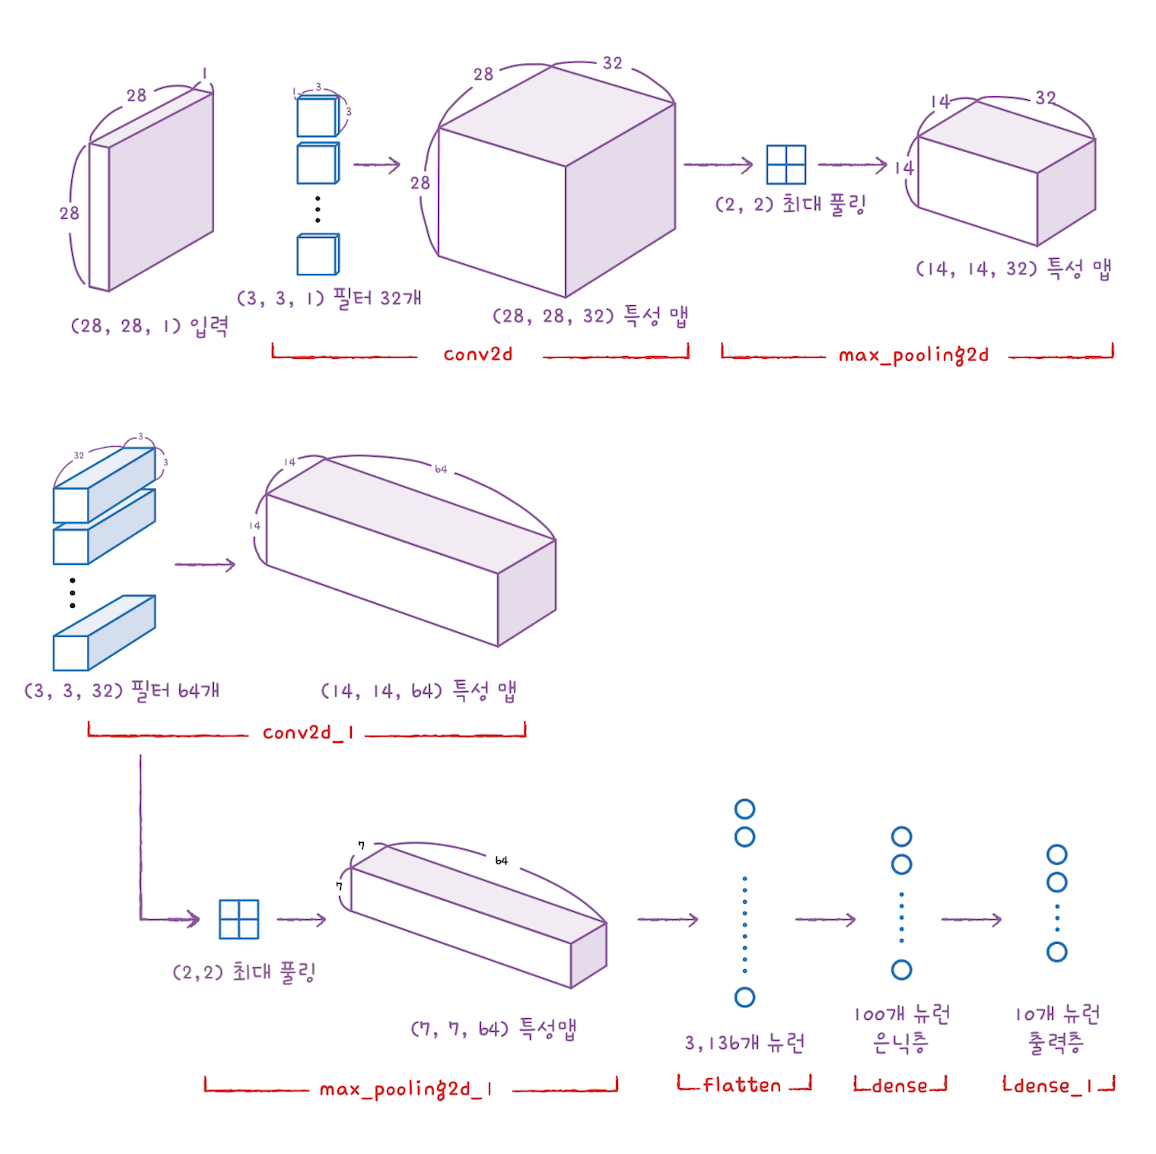 28
1
28
(28, 28, 1) 입력
1
3
3
(3, 3, 1) 필터 32개
28
32
28
(28, 28, 32) 특성 맵
conv2d
(2, 2) 최대 풀링
14
32
14
(14, 14, 32) 특성 맵
max_pooling2d
32
3
3
(3, 3, 32) 필터 64개
14
64
14
(14, 14, 64) 특성 맵
conv2d_1
(2,2) 최대 풀링
7
64
7
(7, 7, 64) 특성맵
max_pooling2d_1
3,136개 뉴런
flatten
100개 뉴런
은닉층
dense
10개 뉴런
출력층
dense_1